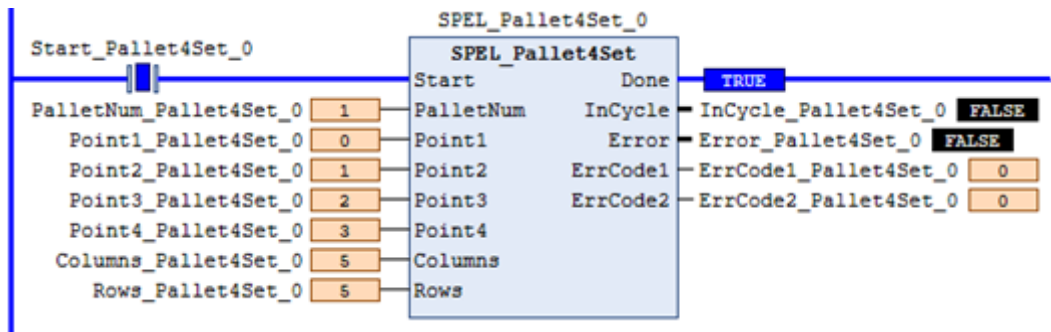 SPEL_Pallet4Set_0
Start_Pallet4Set_0 SPEL_Pallet4Set
Start Done TRUE
PalletNum_Pallet4Set_0 1 PalletNum InCycle InCycle_Pallet4Set_0 FALSE
Point1_Pallet4Set_0 0 Point1 Error Error_Pallet4Set_0 FALSE
Point2_Pallet4Set_0 1 Point2 ErrCode1 ErrCode1_Pallet4Set_0 0
Point3_Pallet4Set_0 2 Point3 ErrCode2 ErrCode2_Pallet4Set_0 0
Point4_Pallet4Set_0 3 Point4
Columns_Pallet4Set_0 5 Columns
Rows_Pallet4Set_0 5 Rows